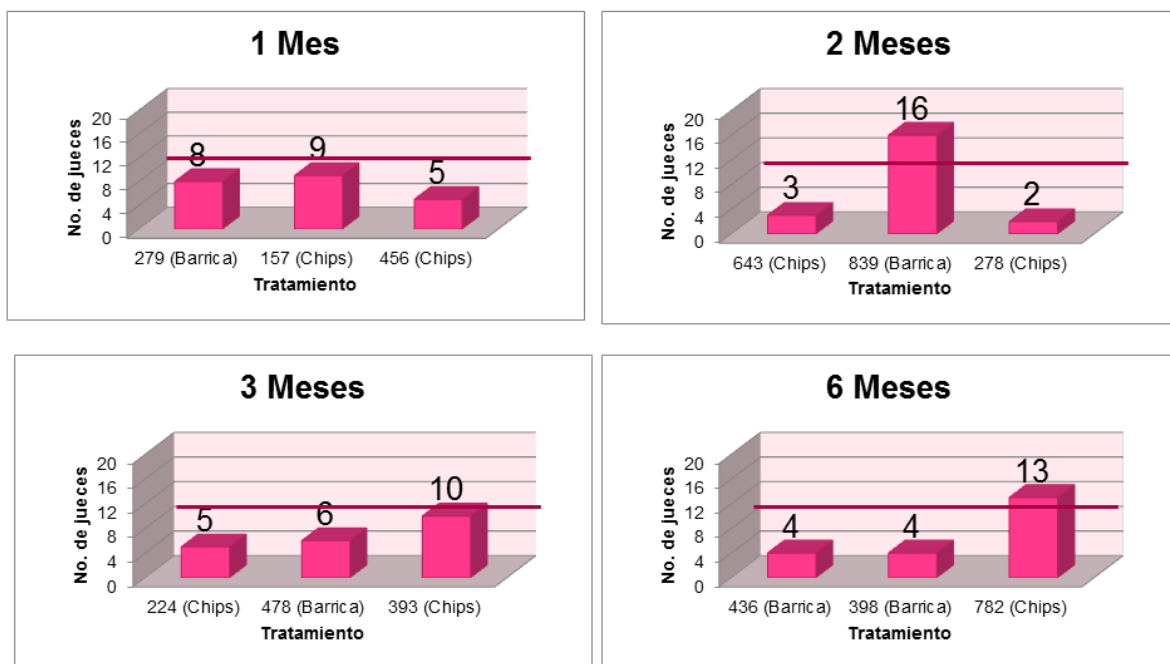 1 Mes
No. de jueces
20
16
12
8
4
0
8
9
5
279 (Barrica) 157 (Chips) 456 (Chips)
Tratamiento
2 Meses
No. de jueces
20
16
12
8
4
0
3
16
2
643 (Chips) 839 (Barrica) 278 (Chips)
Tratamiento
3 Meses
No. de jueces
20
16
12
8
4
0
5
6
10
224 (Chips) 478 (Barrica) 393 (Chips)
Tratamiento
6 Meses
No. de jueces
20
16
12
8
4
0
4
4
13
436 (Barrica) 398 (Barrica) 782 (Chips)
Tratamiento